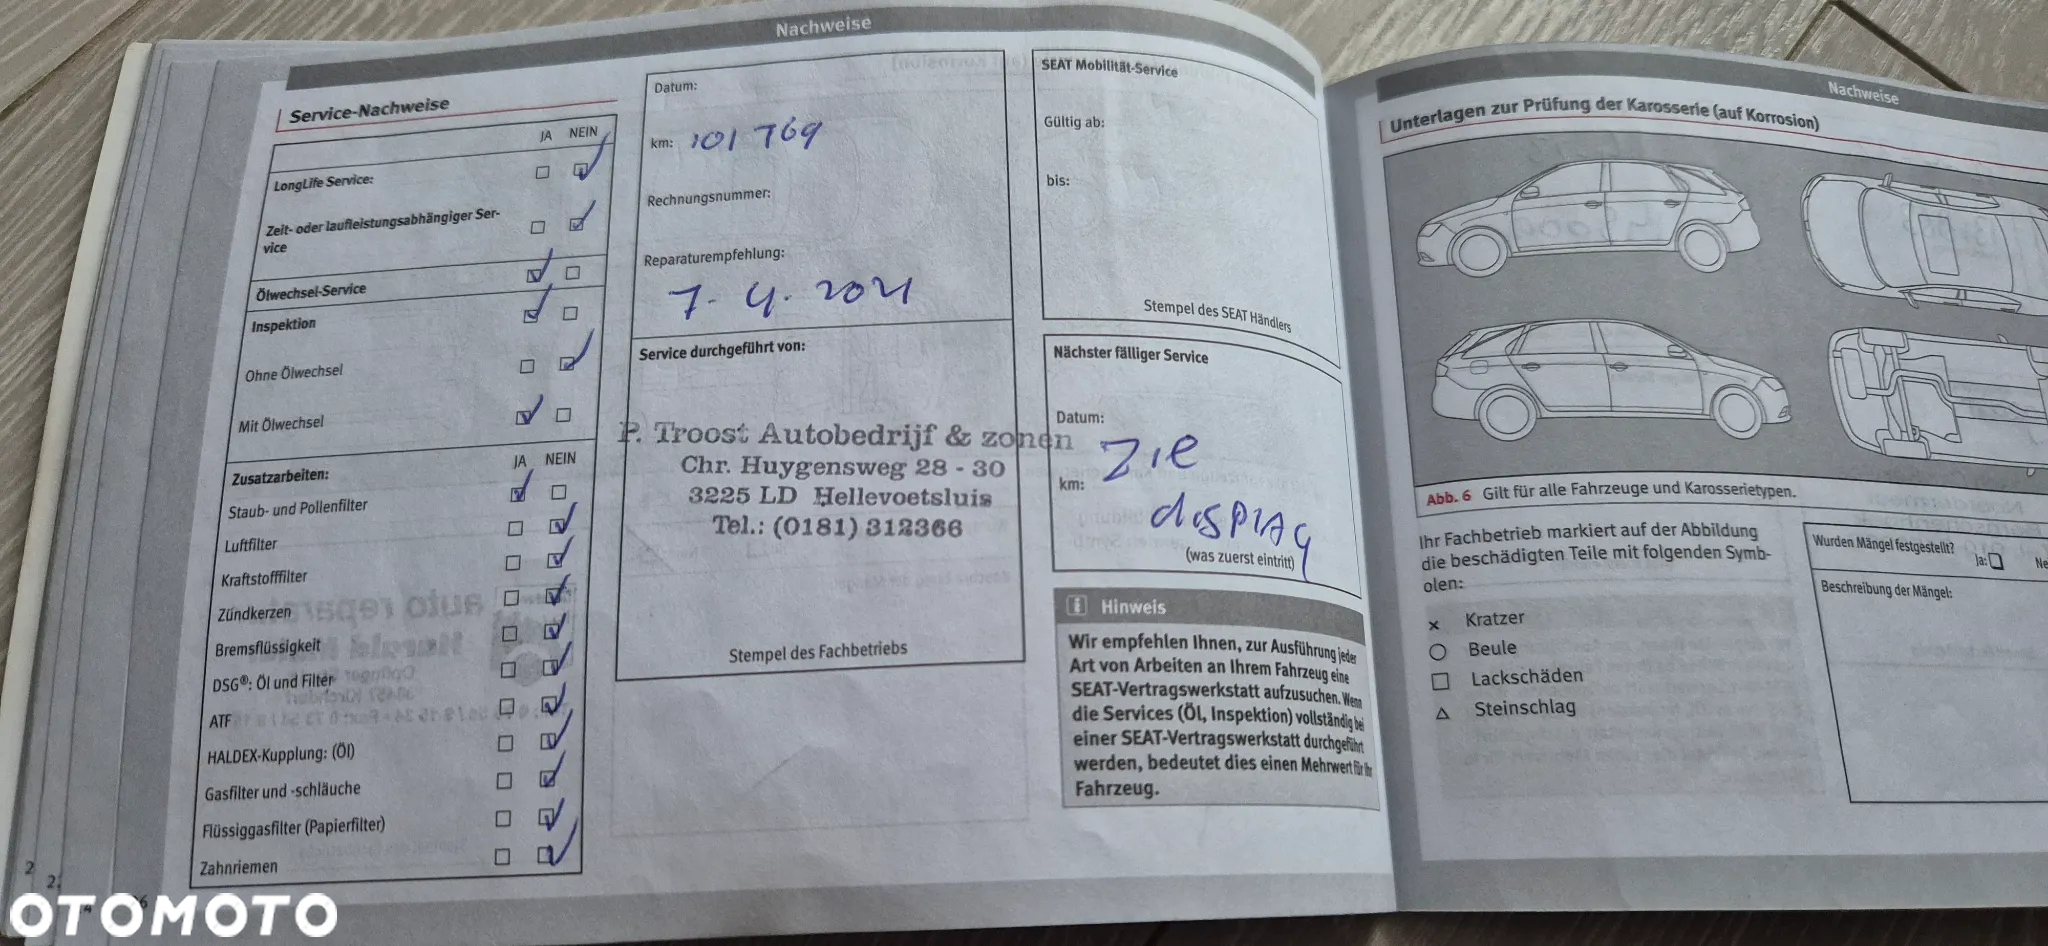 Nachweise
Service-Nachweise
JA NEIN
LongLife Service:
Zeit- oder laufleistungsabhängiger Ser-
vice
Ölwechsel-Service
Inspektion
Ohne Ölwechsel
Mit Ölwechsel
Zusatzarbeiten:
JA NEIN
Staub- und Pollenfilter
Luftfilter
Kraftstofffilter
Zündkerzen
Bremsflüssigkeit
DSG®: Öl und Filter
ATF
HALDEX-Kupplung: (Öl)
Gasfilter und -schläuche
Flüssiggasfilter (Papierfilter)
Zahnriemen
Datum:
km: 101 769
Rechnungsnummer:
Reparaturempfehlung:
7-4.2021
Service durchgeführt von:
P. Troost Autobedrijf & zonen
Chr. Huygensweg 28 - 30
3225 LD Hellevoetsluis
Tel.: (0181) 312366
Stempel des Fachbetriebs
SEAT Mobilität-Service
Gültig ab:
bis:
Stempel des SEAT Händlers
Nächster fälliger Service
Datum:
zie
km:
display
(was zuerst eintritt)
i Hinweis
Wir empfehlen Ihnen, zur Ausführung jeder
Art von Arbeiten an Ihrem Fahrzeug eine
SEAT-Vertragswerkstatt aufzusuchen. Wenn
die Services (Öl, Inspektion) vollständig bei
einer SEAT-Vertragswerkstatt durchgeführt
werden, bedeutet dies einen Mehrwert für Ihr
Fahrzeug.
Nachweise
Unterlagen zur Prüfung der Karosserie (auf Korrosion)
Abb. 6 Gilt für alle Fahrzeuge und Karosserietypen.
Ihr Fachbetrieb markiert auf der Abbildung
die beschädigten Teile mit folgenden Symb-
olen:
Kratzer
Beule
Lackschäden
Steinschlag
Wurden Mängel festgestellt?
Ja: Ne
Beschreibung der Mängel:
2
2
OTOMOTO